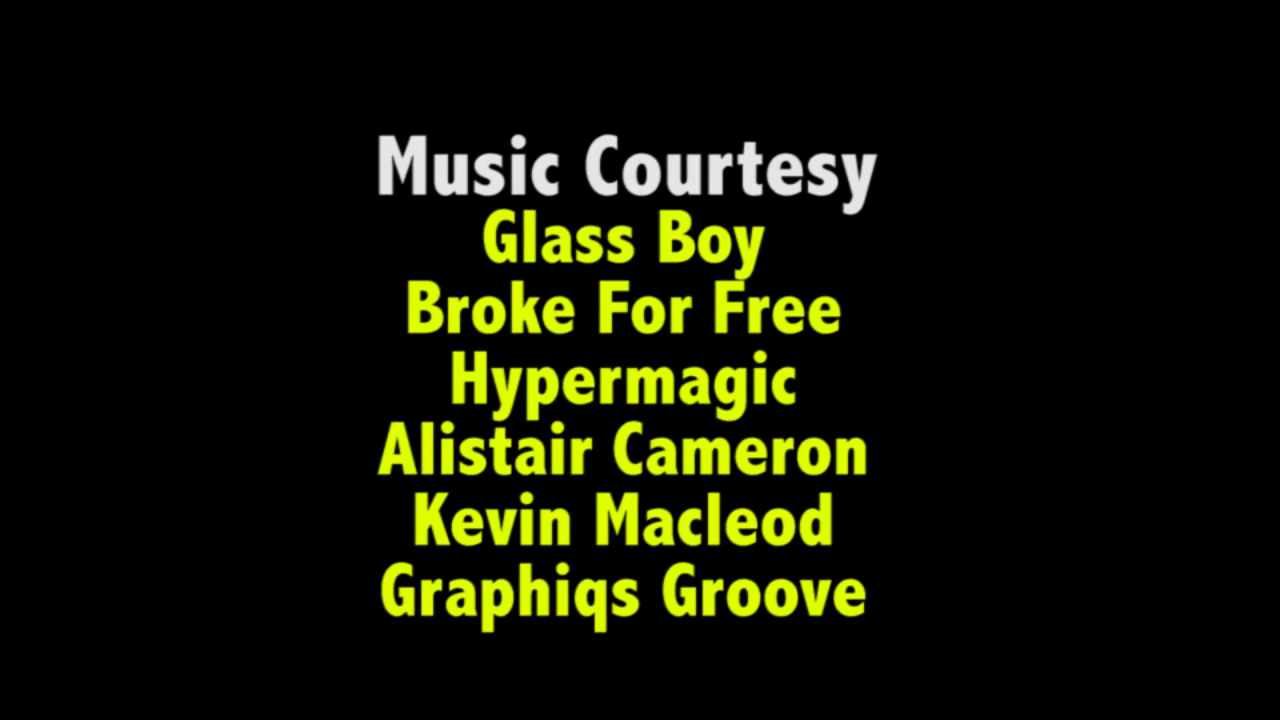 Music Courtesy
Glass Boy
Broke For Free
Hypermagic
Alistair Cameron
Kevin Macleod
Graphiqs Groove